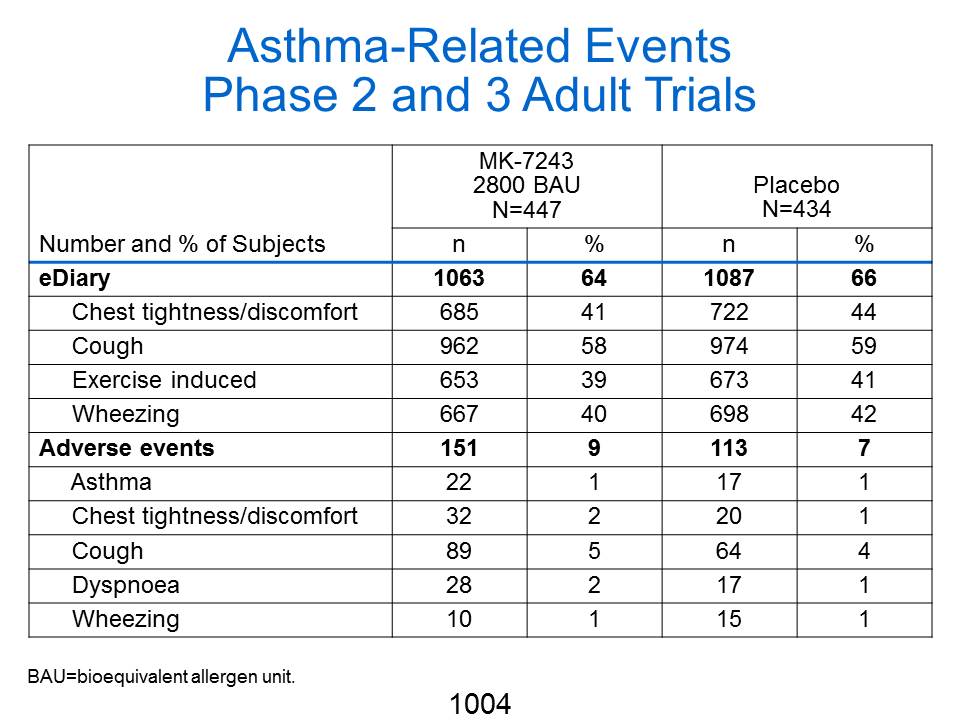 Asthma-Related Events
Phase 2 and 3 Adult Trials
MK-7243
2800 BAU
N=447
Placebo
N=434
Number and % of Subjects n % n %
eDiary 1063 64 1087 66
Chest tightness/discomfort 685 41 722 44
Cough 962 58 974 59
Exercise induced 653 39 673 41
Wheezing 667 40 698 42
Adverse events 151 9 113 7
Asthma 22 1 17 1
Chest tightness/discomfort 32 2 20 1
Cough 89 5 64 4
Dyspnoea 28 2 17 1
Wheezing 10 1 15 1
BAU=bioequivalent allergen unit.
1004